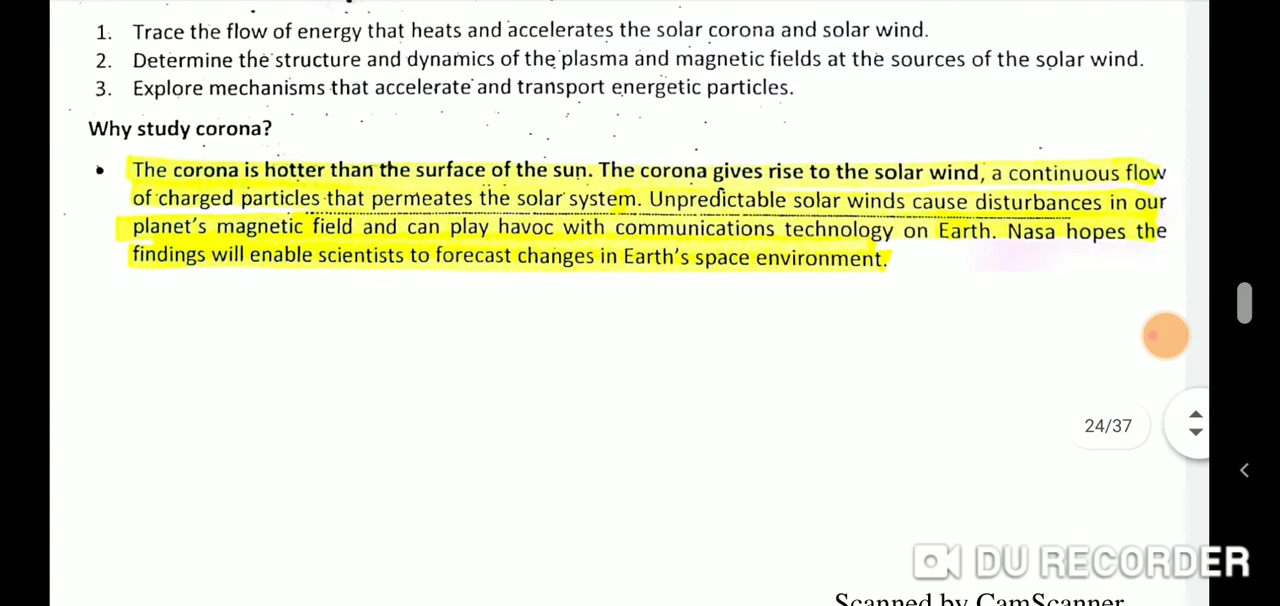 1. Trace the flow of energy that heats and accelerates the solar corona and solar wind.
2. Determine the structure and dynamics of the plasma and magnetic fields at the sources of the solar wind.
3. Explore mechanisms that accelerate and transport energetic particles.
Why study corona?
• The corona is hotter than the surface of the sun. The corona gives rise to the solar wind, a continuous flow
of charged particles that permeates the solar system. Unpredictable solar winds cause disturbances in our
planet's magnetic field and can play havoc with communications technology on Earth. Nasa hopes the
findings will enable scientists to forecast changes in Earth's space environment.
24/37
DU RECORDER
Scanned by CamScanner